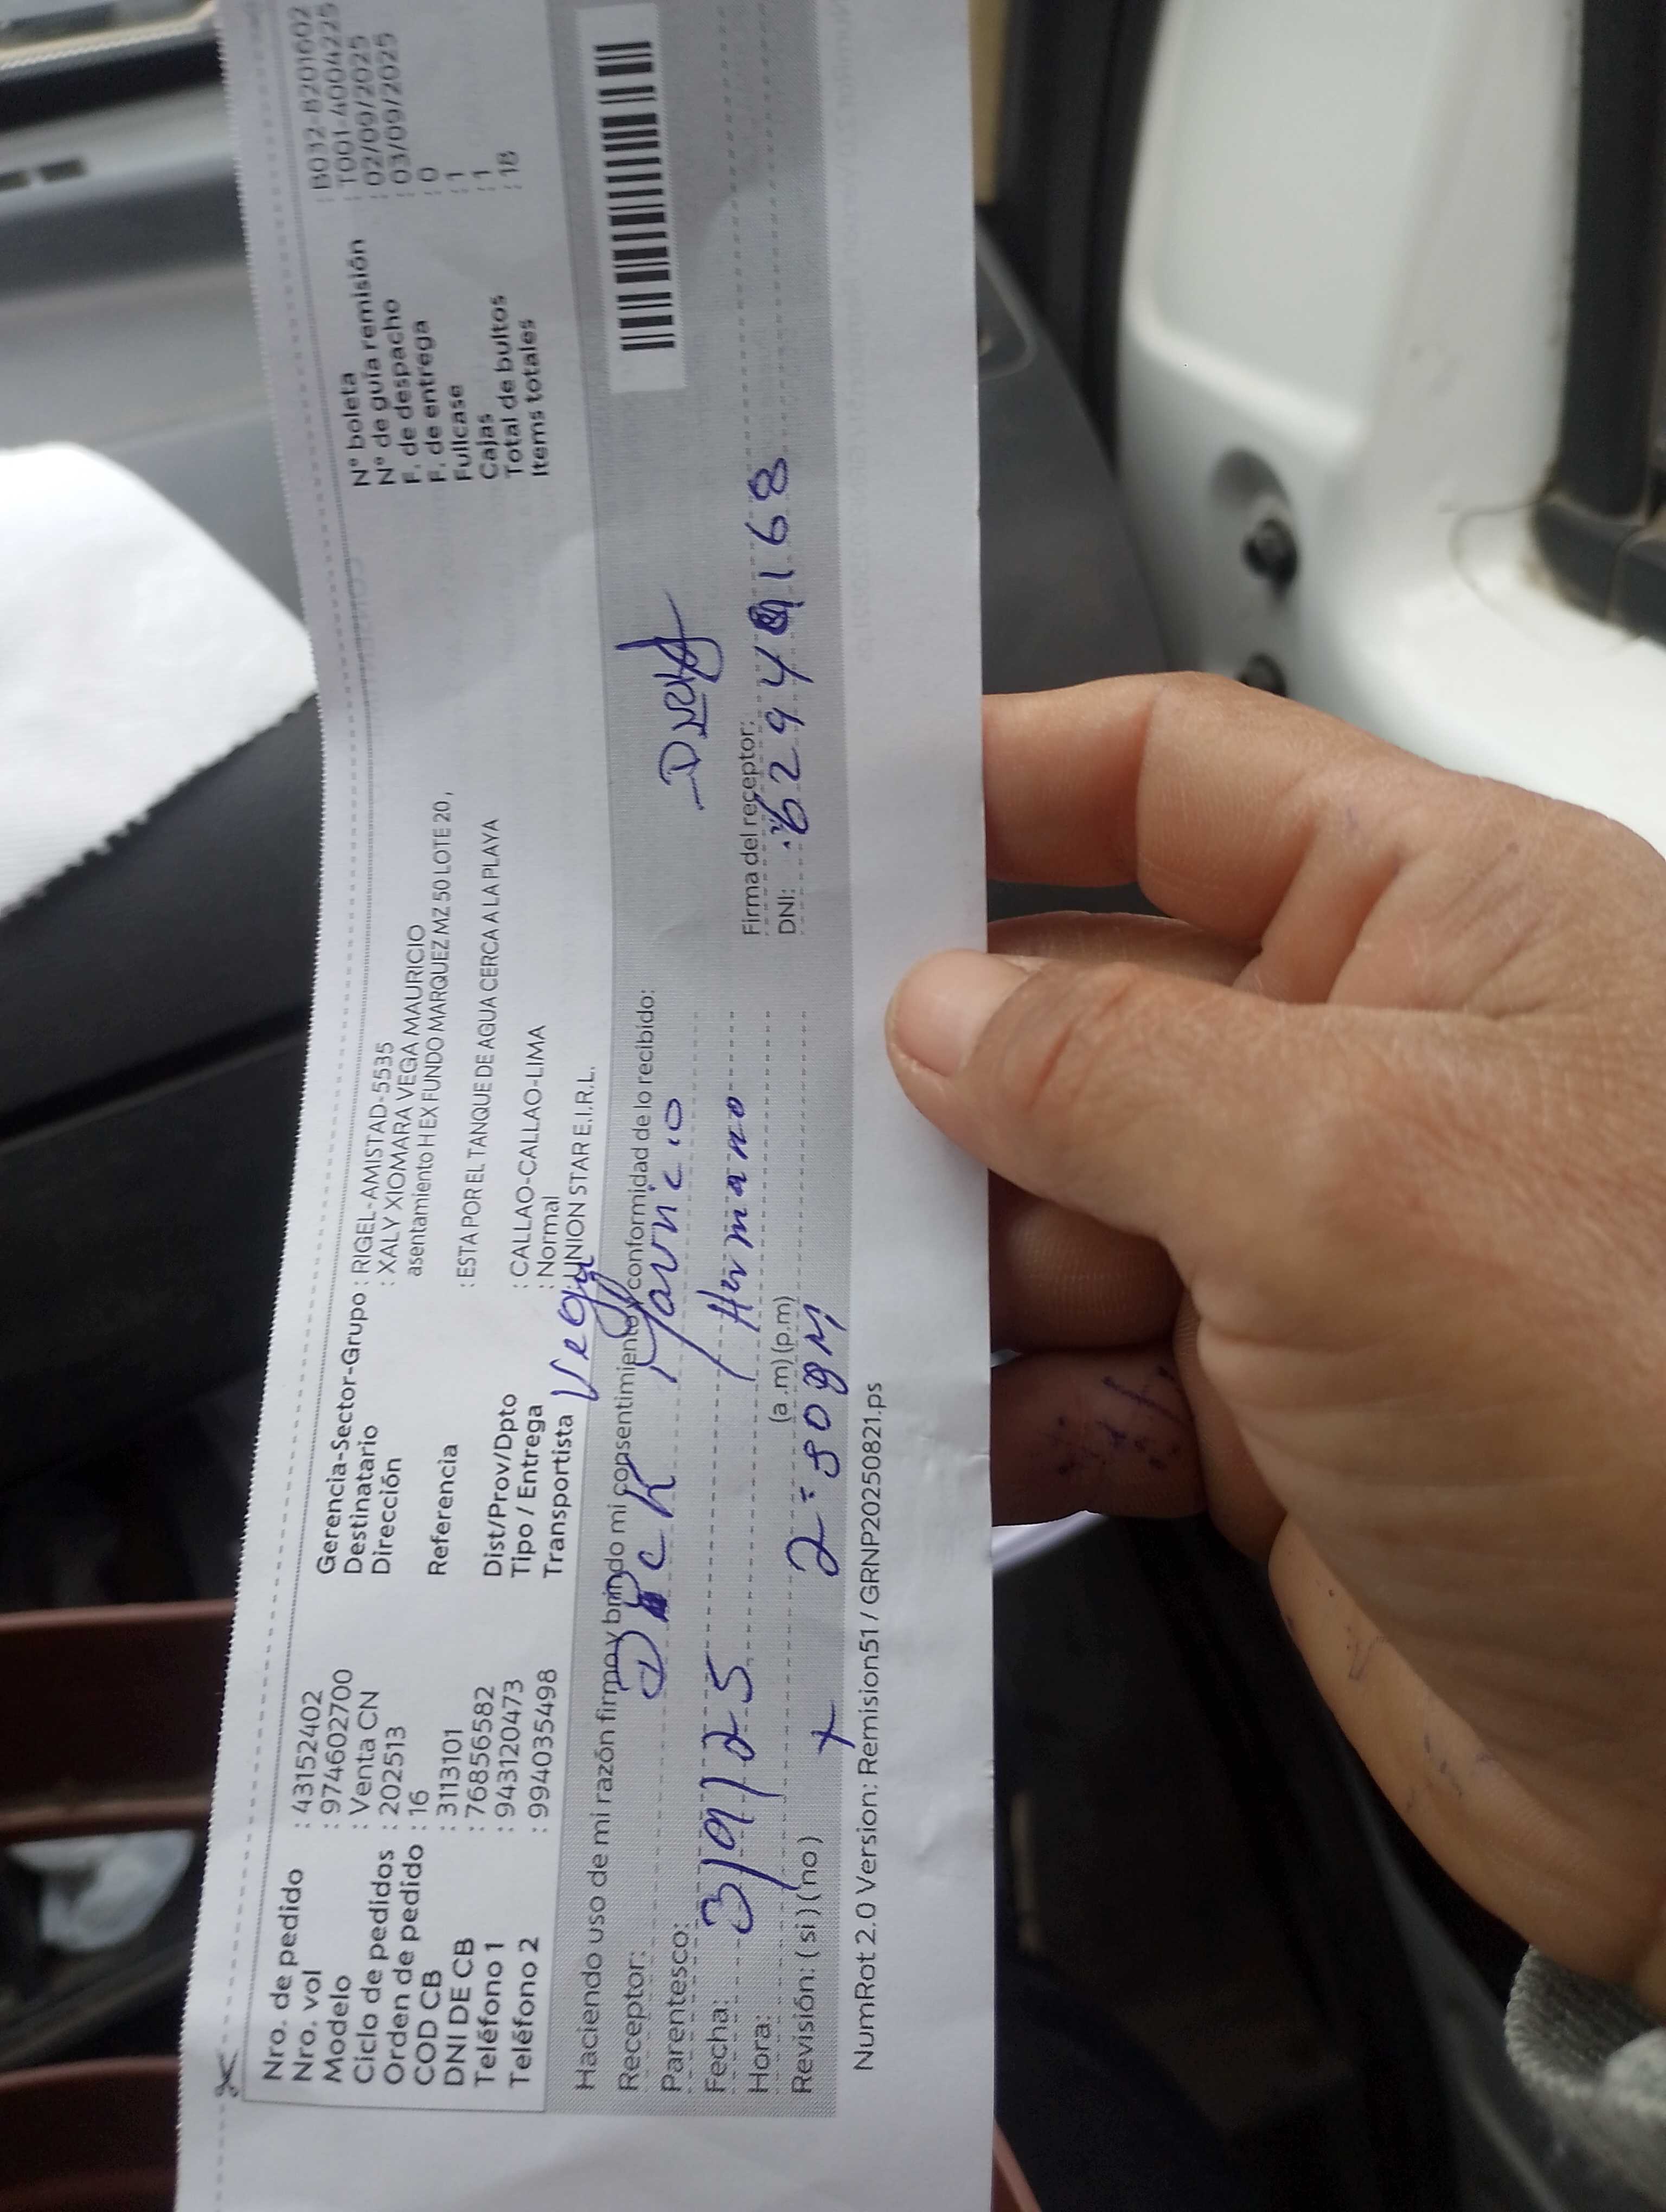 Nro. de pedido : 43152402
Nro. vol : 974602700
Modelo : Venta CN
Ciclo de pedidos : 202513
Orden de pedido : 16
COD CB : 3113101
DNI DE CB : 76856582
Teléfono 1 : 943120473
Teléfono 2 : 994035498
Gerencia-Sector-Grupo : RIGEL-AMISTAD-5535
Destinatario : XALY XIOMARA VEGA MAURICIO
Dirección asentamiento H EX FUNDO MARQUEZ MZ 50 LOTE 20,
Referencia : ESTA POR EL TANQUE DE AGUA CERCA A LA PLAYA
Dist/Prov/Dpto : CALLAO-CALLAO-LIMA
Tipo / Entrega : Normal
Transportista : UNION STAR E.I.R.L.
N° boleta : B032-8201602
N° de guía remisión : T001-4004225
F. de despacho : 02/09/2025
F. de entrega : 03/09/2025
Fullcase : 0
Cajas : 1
Total de bultos : 1
Items totales : 18
Haciendo uso de mi razón firmo y brindo mi consentimiento conformidad de lo recibido:
Receptor: Vega Mauricio
Parentesco: Hermano
Fecha: 3/9/25
Hora: (a.m)(p.m)
Revisión: (si)(no)
Firma del receptor:
DNI:
NumRot 2.0 Version: Remision51 / GRNP20250821.ps